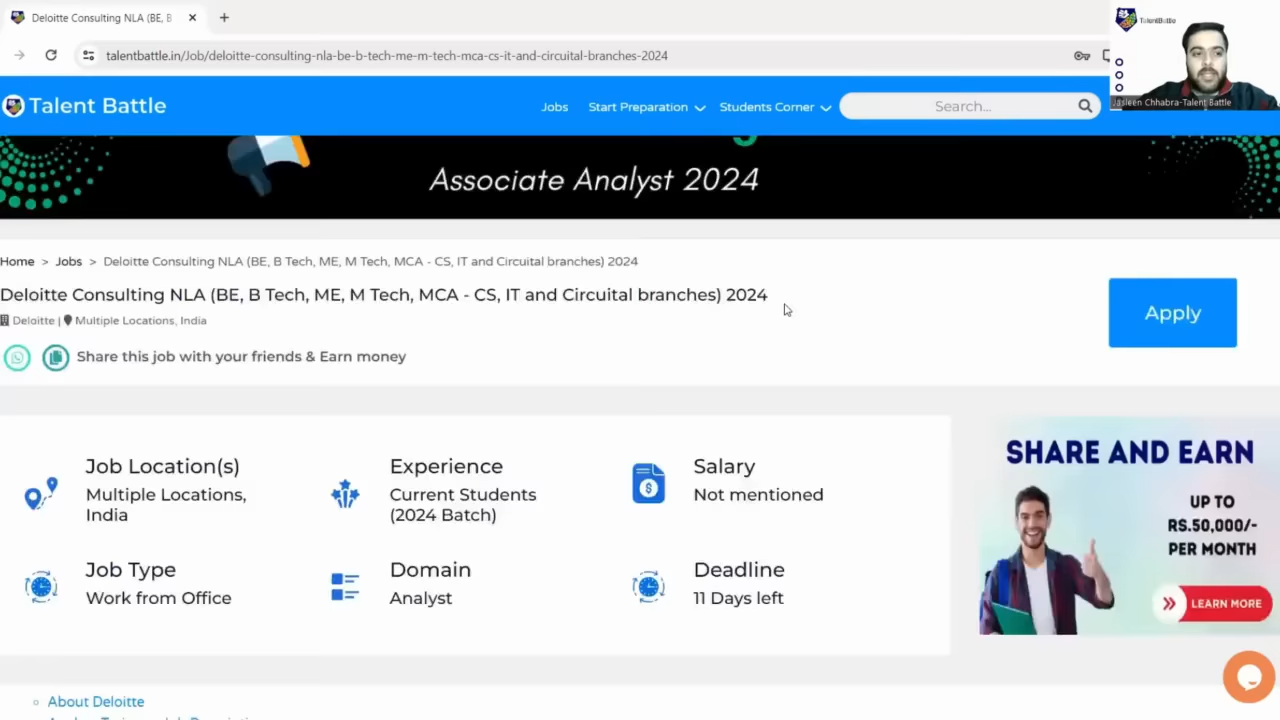 Deloitte Consulting NLA (BE, B
talentbattle.in/Job/deloitte-consulting-nla-be-b-tech-me-m-tech-mca-cs-it-and-circuital-branches-2024
TalentBattle
Jasleen Chhabra-Talent Battle
Talent Battle
Jobs
Start Preparation
Students Corner
Search...
Associate Analyst 2024
Home > Jobs > Deloitte Consulting NLA (BE, B Tech, ME, M Tech, MCA - CS, IT and Circuital branches) 2024
Deloitte Consulting NLA (BE, B Tech, ME, M Tech, MCA - CS, IT and Circuital branches) 2024
Deloitte | Multiple Locations, India
Apply
Share this job with your friends & Earn money
Job Location(s)
Multiple Locations,
India
Experience
Current Students
(2024 Batch)
Salary
Not mentioned
Job Type
Work from Office
Domain
Analyst
Deadline
11 Days left
SHARE AND EARN
UP TO
RS.50,000/-
PER MONTH
LEARN MORE
About Deloitte